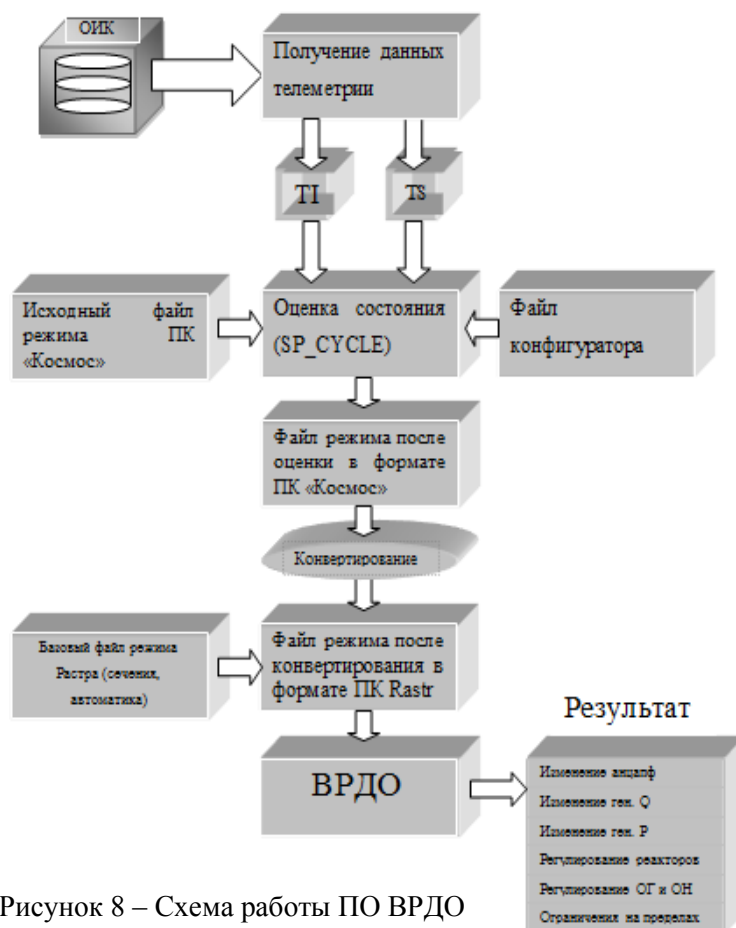 ОИК
Получение данных
телеметрии
TI
TS
Исходный файл
режима ПК
«Космос»
Оценка состояния
(SP_CYCLE)
Файл
конфигуратора
Файл режима после
оценки в формате
ПК «Космос»
Конвертирование
Базовый файл режима
Растра (сечения,
автоматика)
Файл режима после
конвертирования в
формате ПК Rastr
Результат
ВРДО
Изменение анцапф
Изменение ген. Q
Изменение ген. P
Регулирование реакторов
Регулирование ОГ и ОН
Ограничения на пределах
Рисунок 8 – Схема работы ПО ВРДО